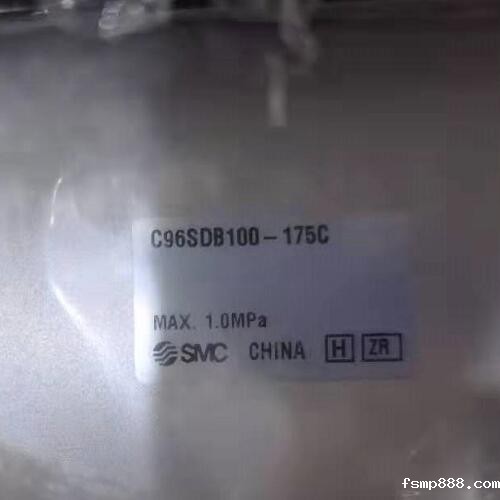 C96SDB100-175C
MAX. 1.0MPa
SMC CHINA H ZR
fsmp888.com